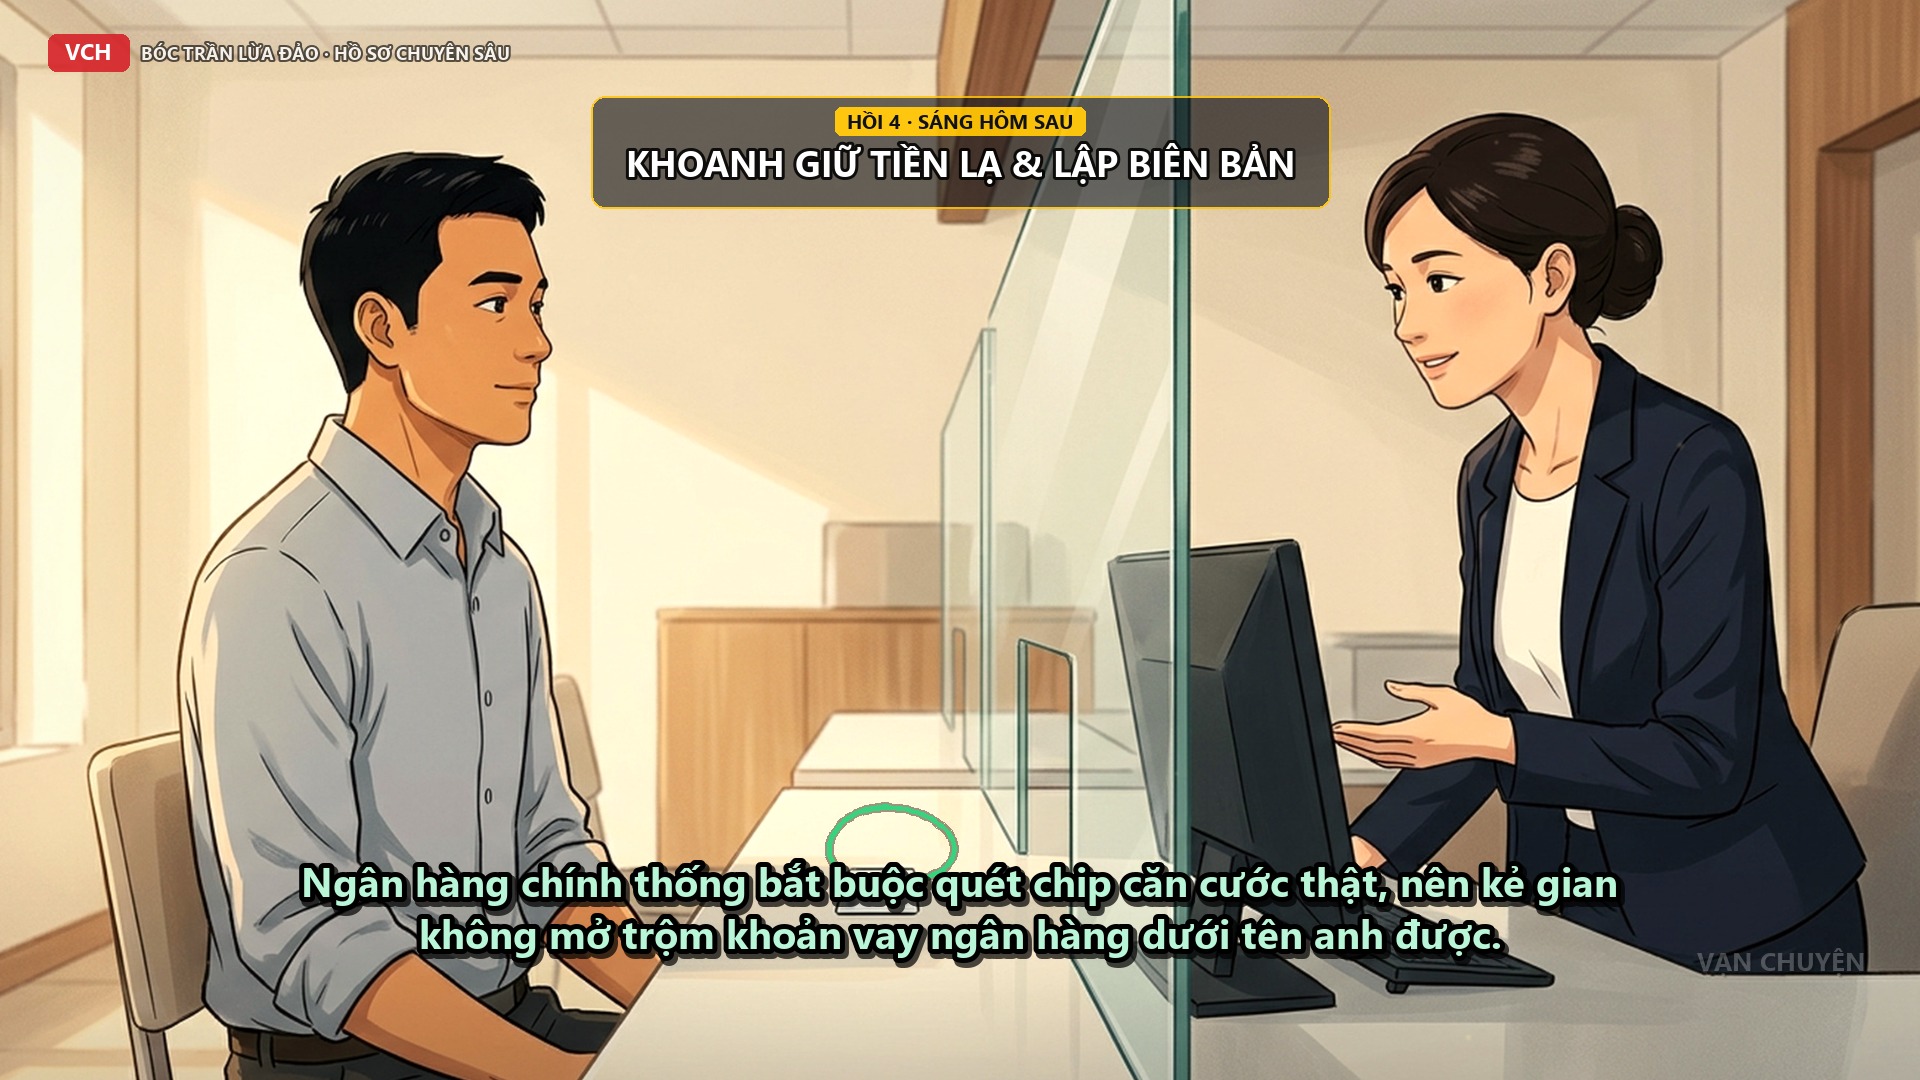 VCH BÓC TRẦN LỪA ĐẢO · HỒ SƠ CHUYÊN SÂU
HỒI 4 · SÁNG HÔM SAU
KHOANH GIỮ TIỀN LẠ & LẬP BIÊN BẢN
Ngân hàng chính thống bắt buộc quét chip căn cước thật, nên kẻ gian
không mở trộm khoản vay ngân hàng dưới tên anh được.
VẠN CHUYỆN